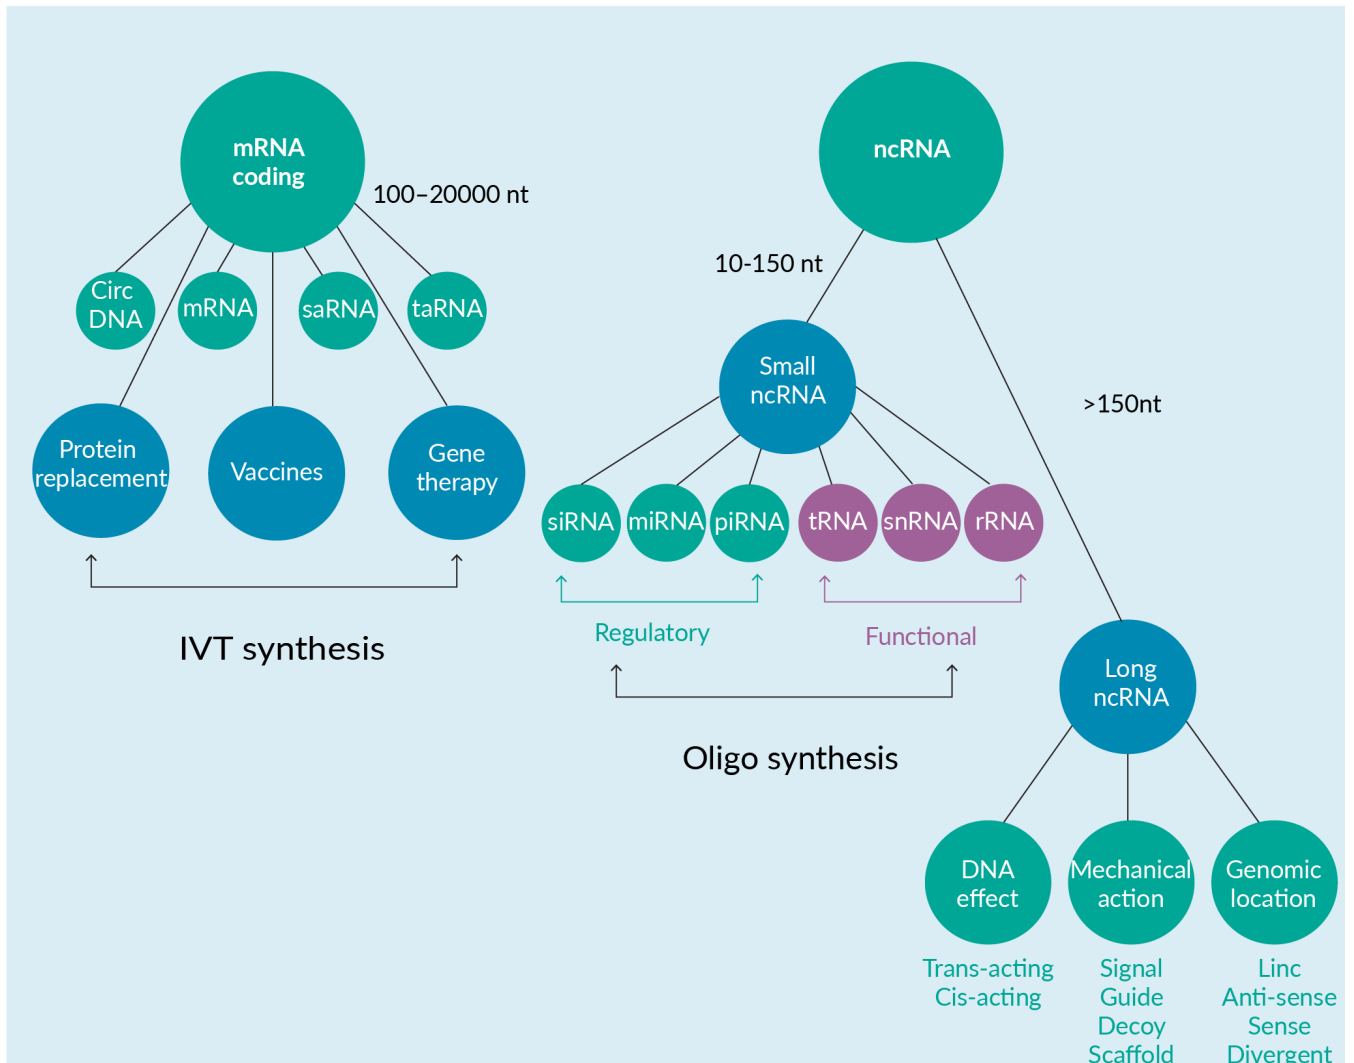 mRNA
coding
100–20000 nt
Circ
DNA
mRNA
saRNA
taRNA
Protein
replacement
Vaccines
Gene
therapy
IVT synthesis
ncRNA
10-150 nt
>150nt
Small
ncRNA
siRNA
miRNA
piRNA
tRNA
snRNA
rRNA
Regulatory
Functional
Oligo synthesis
Long
ncRNA
DNA
effect
Trans-acting
Cis-acting
Mechanical
action
Signal
Guide
Decoy
Scaffold
Genomic
location
Linc
Anti-sense
Sense
Divergent